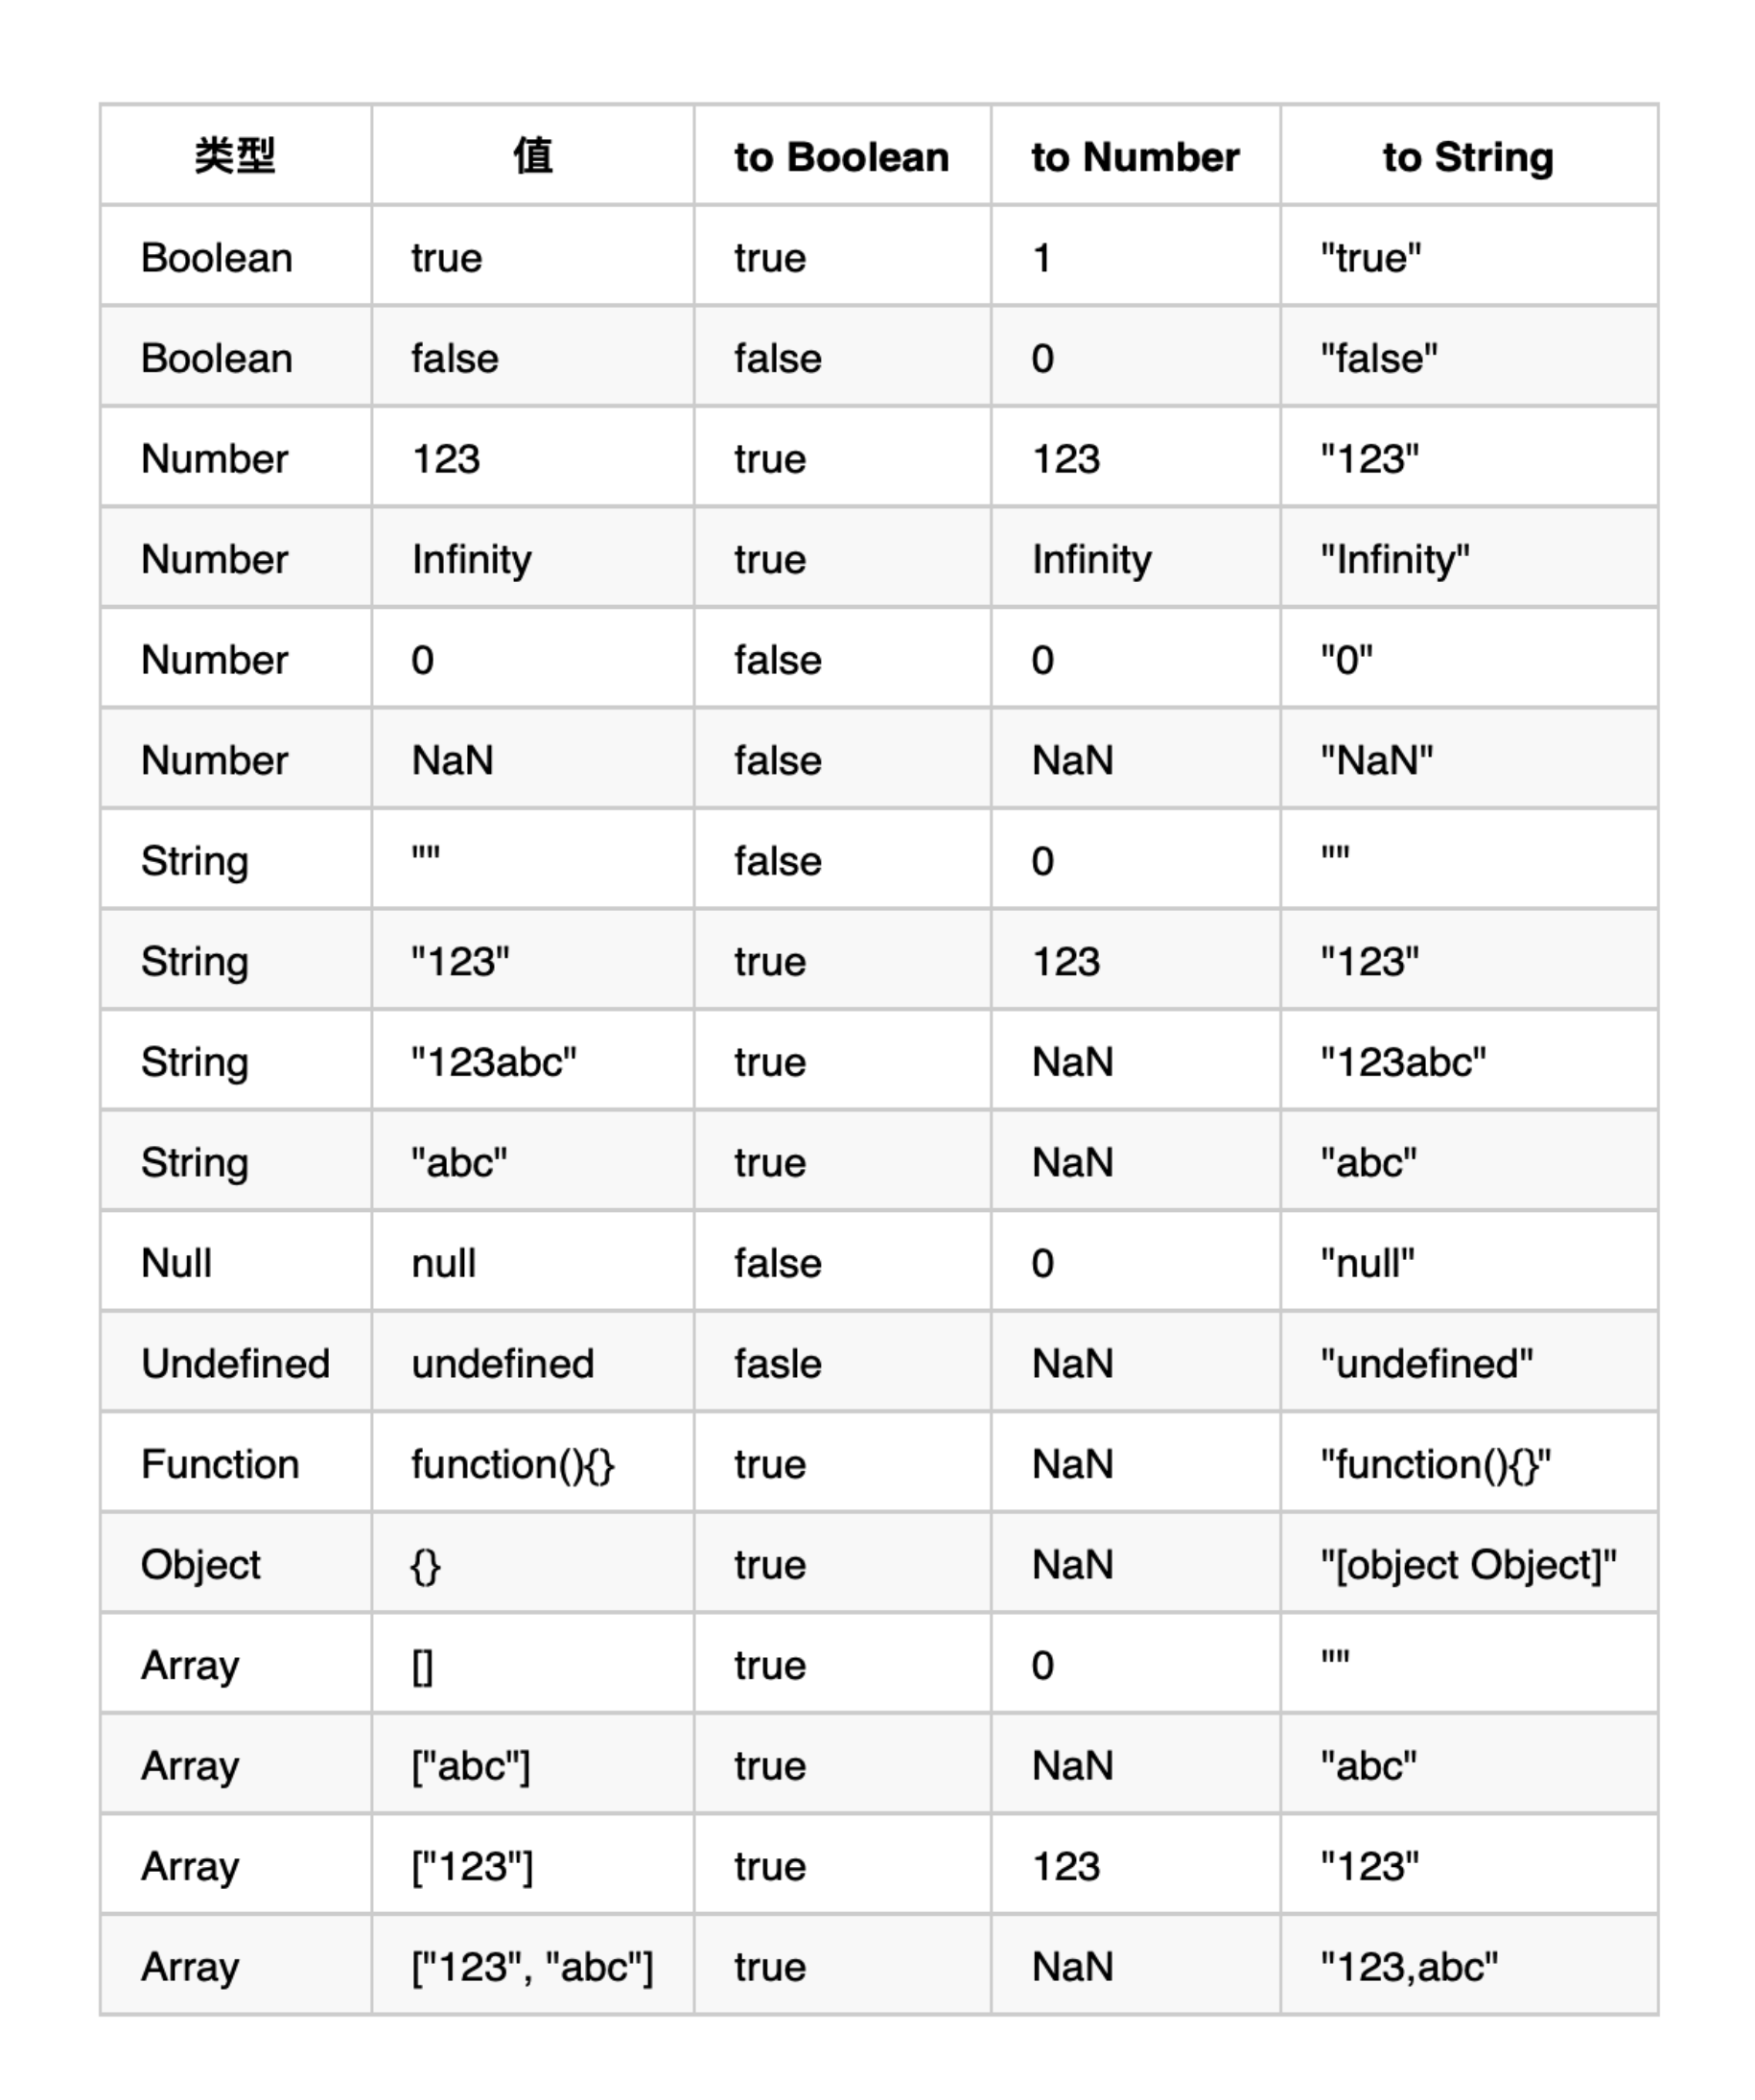 类型 值 to Boolean to Number to String
Boolean true true 1 "true"
Boolean false false 0 "false"
Number 123 true 123 "123"
Number Infinity true Infinity "Infinity"
Number 0 false 0 "0"
Number NaN false NaN "NaN"
String "" false 0 ""
String "123" true 123 "123"
String "123abc" true NaN "123abc"
String "abc" true NaN "abc"
Null null false 0 "null"
Undefined undefined fasle NaN "undefined"
Function function(){} true NaN "function(){}"
Object {} true NaN "[object Object]"
Array [] true 0 ""
Array ["abc"] true NaN "abc"
Array ["123"] true 123 "123"
Array ["123", "abc"] true NaN "123,abc"